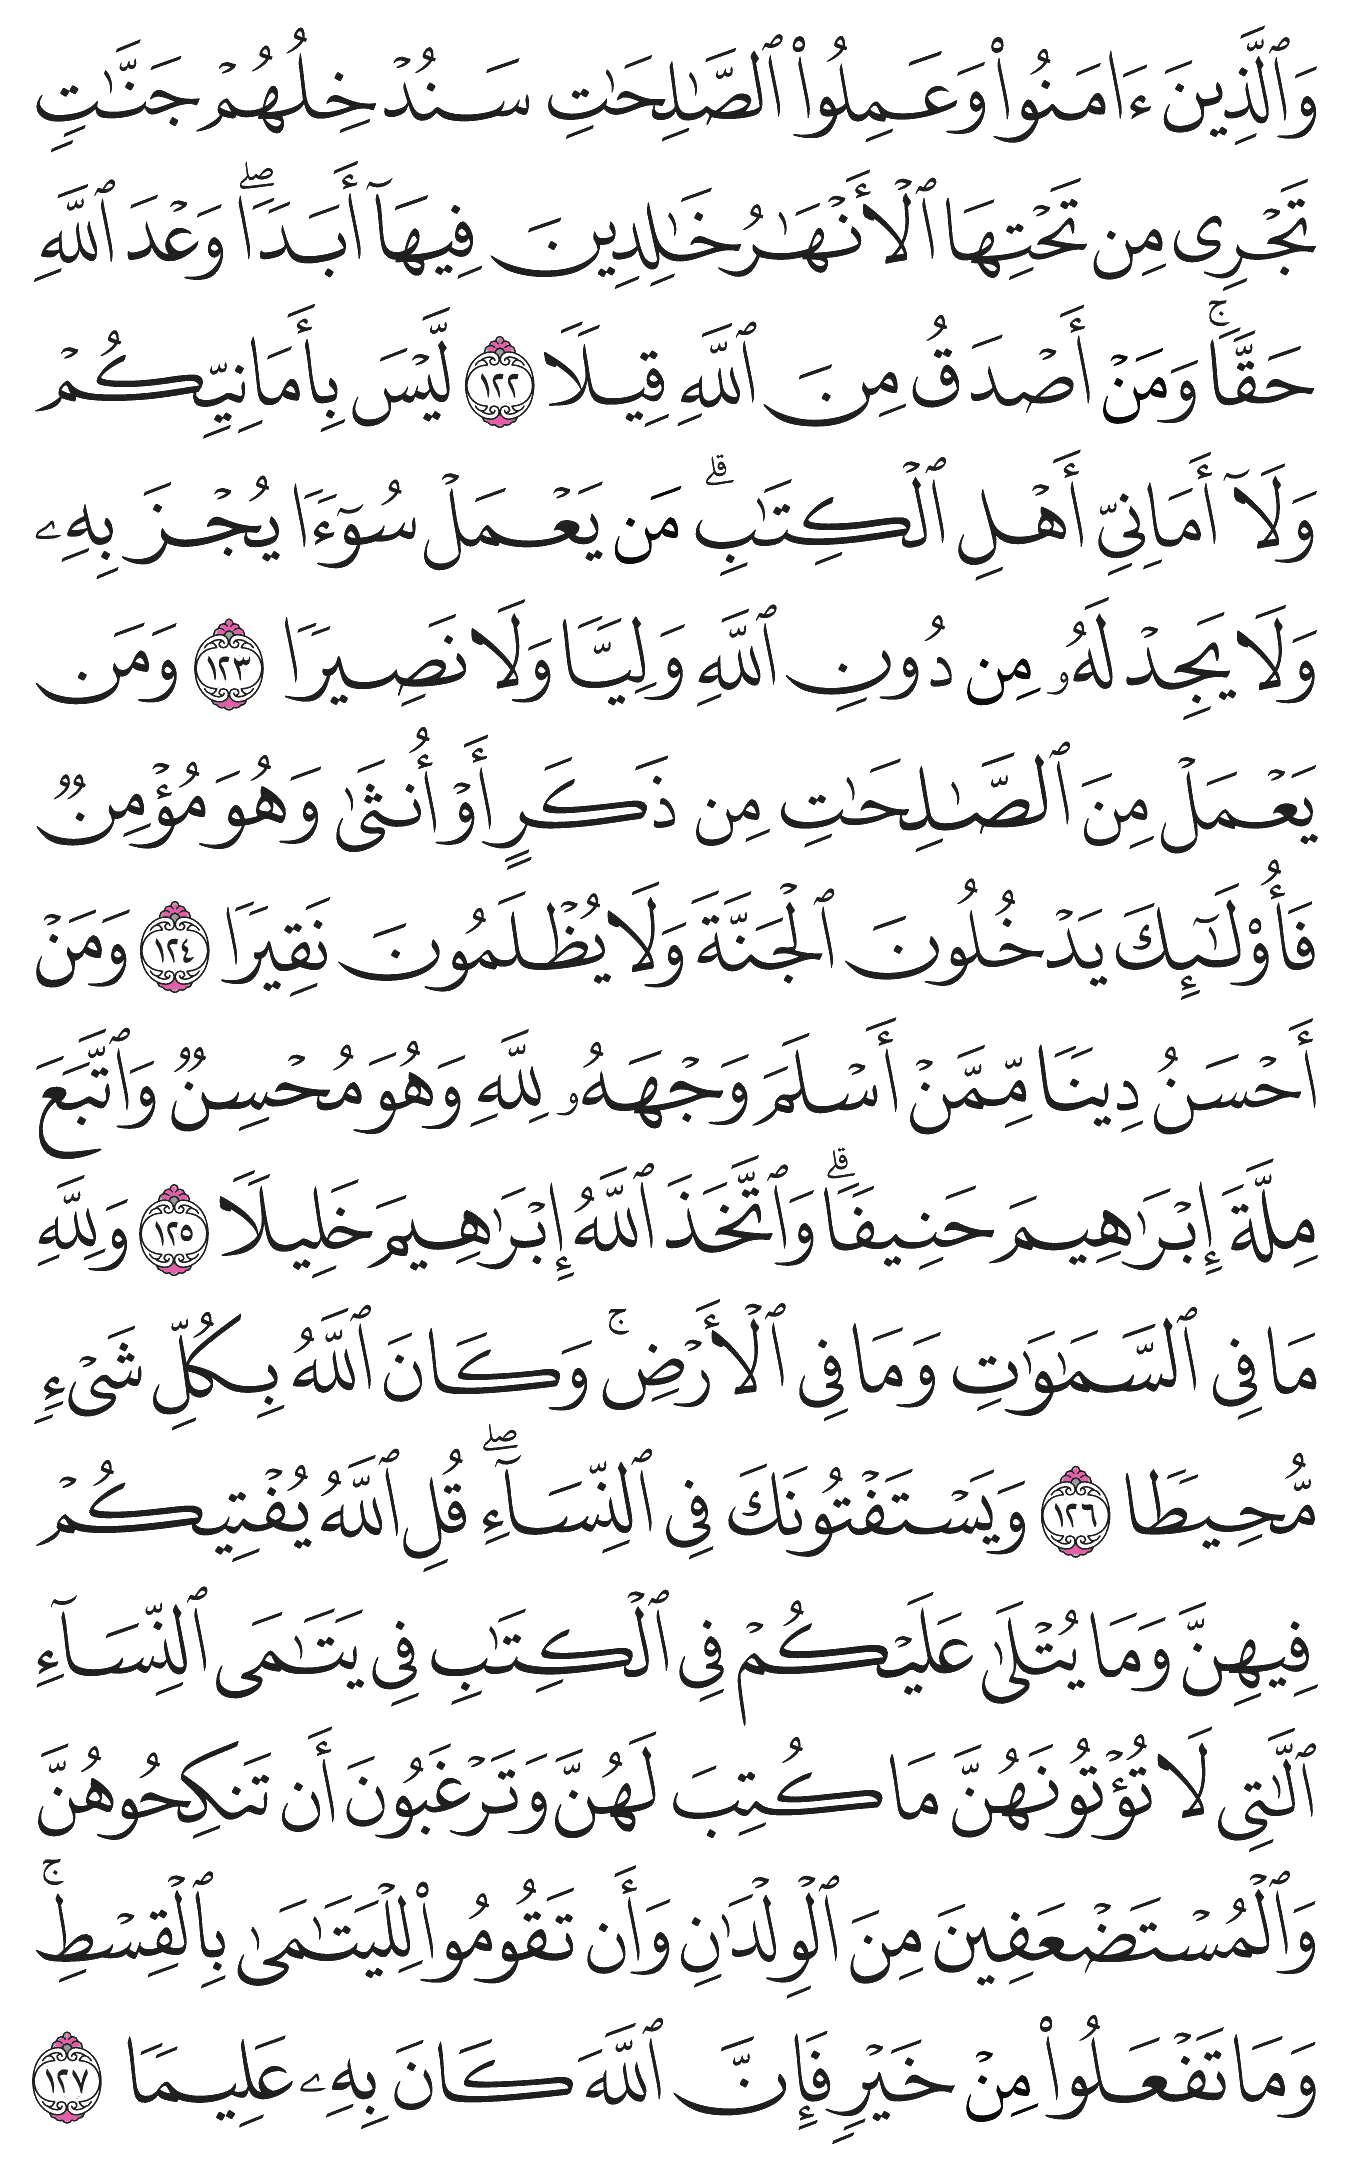 وَٱلَّذِينَ ءَامَنُوا۟ وَعَمِلُوا۟ ٱلصَّـٰلِحَـٰتِ سَنُدْخِلُهُمْ جَنَّـٰتٍ
تَجْرِى مِن تَحْتِهَا ٱلْأَنْهَـٰرُ خَـٰلِدِينَ فِيهَآ أَبَدًا ۖ وَعْدَ ٱللَّهِ
حَقًّا ۚ وَمَنْ أَصْدَقُ مِنَ ٱللَّهِ قِيلًا ١٢٢ لَّيْسَ بِأَمَانِيِّكُمْ
وَلَآ أَمَانِىِّ أَهْلِ ٱلْكِتَـٰبِ ۗ مَن يَعْمَلْ سُوٓءًا يُجْزَ بِهِۦ
وَلَا يَجِدْ لَهُۥ مِن دُونِ ٱللَّهِ وَلِيًّا وَلَا نَصِيرًا ١٢٣ وَمَن
يَعْمَلْ مِنَ ٱلصَّـٰلِحَـٰتِ مِن ذَكَرٍ أَوْ أُنثَىٰ وَهُوَ مُؤْمِنٌ
فَأُو۟لَـٰٓئِكَ يَدْخُلُونَ ٱلْجَنَّةَ وَلَا يُظْلَمُونَ نَقِيرًا ١٢٤ وَمَنْ
أَحْسَنُ دِينًا مِّمَّنْ أَسْلَمَ وَجْهَهُۥ لِلَّهِ وَهُوَ مُحْسِنٌ وَٱتَّبَعَ
مِلَّةَ إِبْرَٰهِيمَ حَنِيفًا ۗ وَٱتَّخَذَ ٱللَّهُ إِبْرَٰهِيمَ خَلِيلًا ١٢٥ وَلِلَّهِ
مَا فِى ٱلسَّمَـٰوَٰتِ وَمَا فِى ٱلْأَرْضِ ۚ وَكَانَ ٱللَّهُ بِكُلِّ شَىْءٍ
مُّحِيطًا ١٢٦ وَيَسْتَفْتُونَكَ فِى ٱلنِّسَآءِ ۖ قُلِ ٱللَّهُ يُفْتِيكُمْ
فِيهِنَّ وَمَا يُتْلَىٰ عَلَيْكُمْ فِى ٱلْكِتَـٰبِ فِى يَتَـٰمَى ٱلنِّسَآءِ
ٱلَّـٰتِى لَا تُؤْتُونَهُنَّ مَا كُتِبَ لَهُنَّ وَتَرْغَبُونَ أَن تَنكِحُوهُنَّ
وَٱلْمُسْتَضْعَفِينَ مِنَ ٱلْوِلْدَٰنِ وَأَن تَقُومُوا۟ لِلْيَتَـٰمَىٰ بِٱلْقِسْطِ ۚ
وَمَا تَفْعَلُوا۟ مِنْ خَيْرٍ فَإِنَّ ٱللَّهَ كَانَ بِهِۦ عَلِيمًا ١٢٧